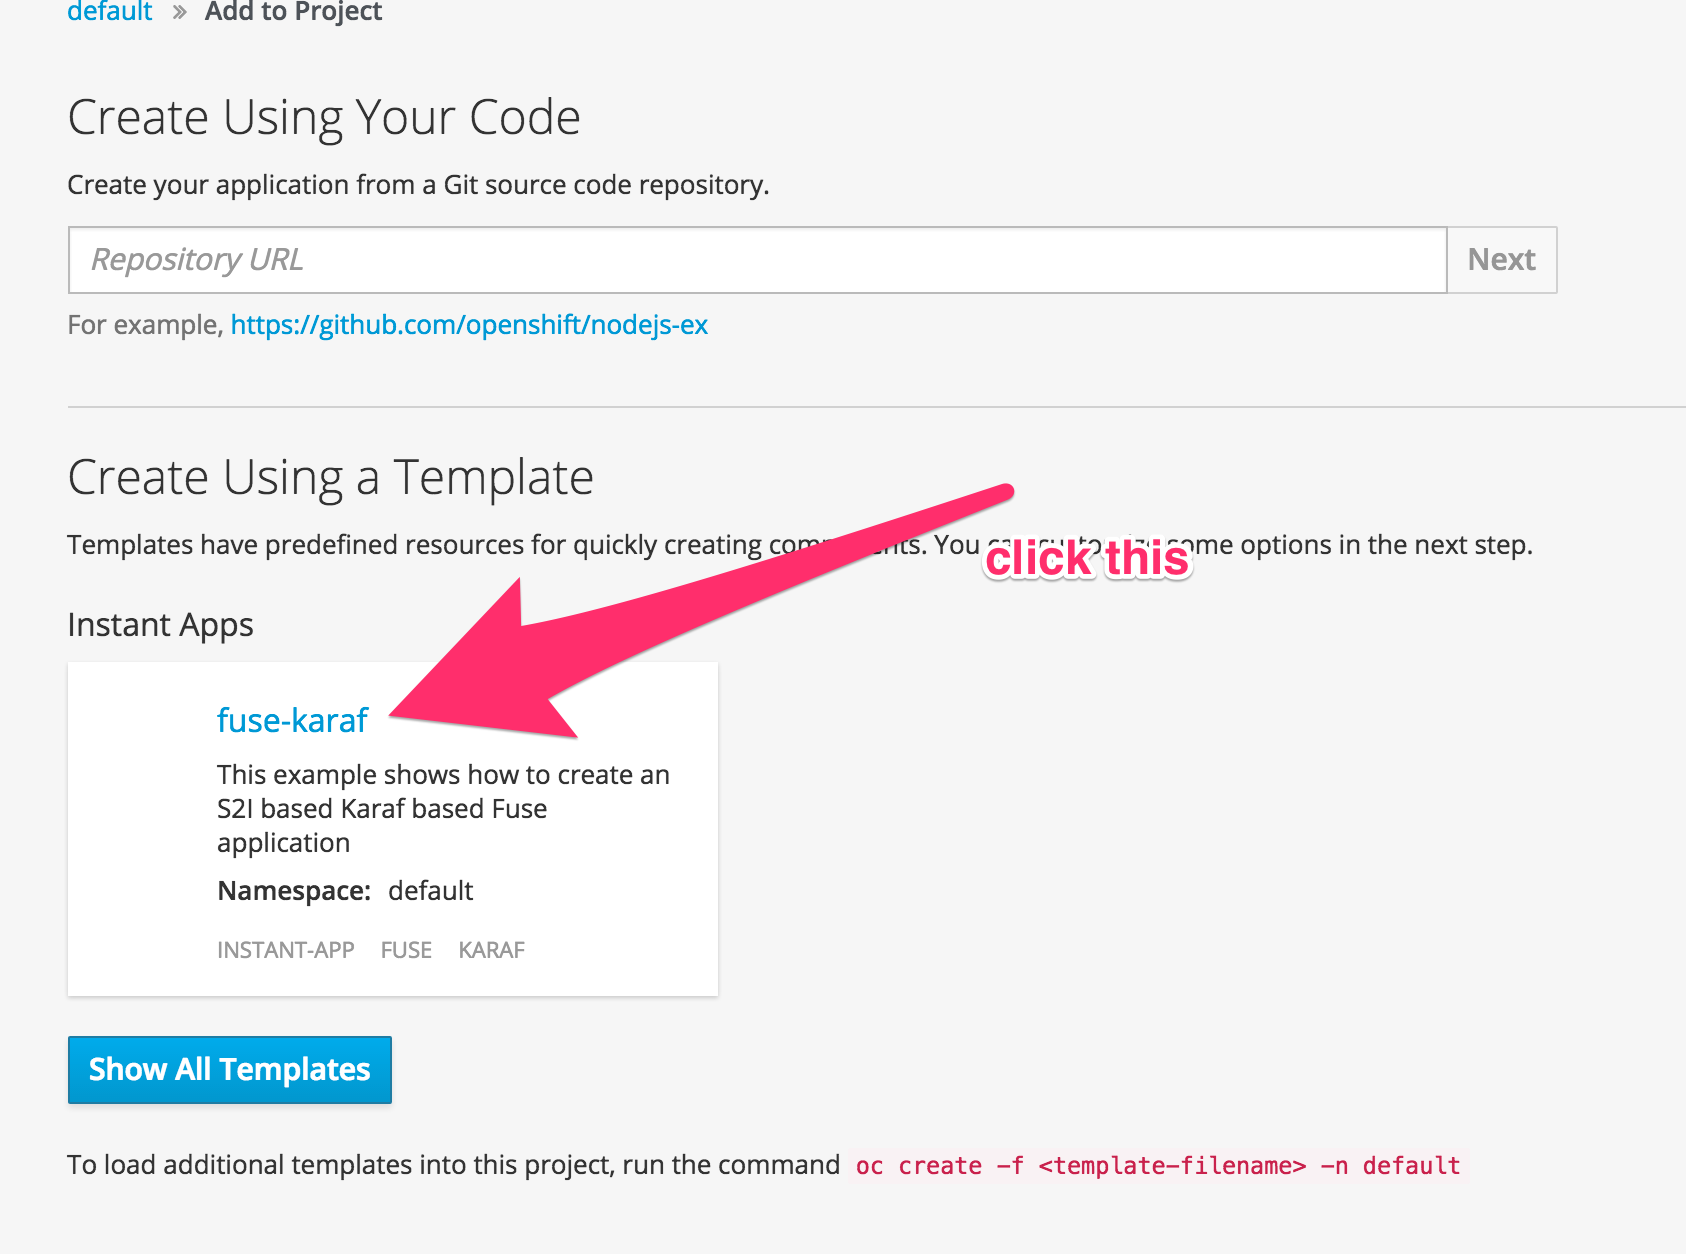 default » Add to Project
Create Using Your Code
Create your application from a Git source code repository.
Repository URL
Next
For example, https://github.com/openshift/nodejs-ex
Create Using a Template
Templates have predefined resources for quickly creating You some options in the next step.
click this
Instant Apps
fuse-karaf
This example shows how to create an
S2I based Karaf based Fuse
application
Namespace: default
INSTANT-APP FUSE KARAF
Show All Templates
To load additional templates into this project, run the command oc create -f <template-filename> -n default